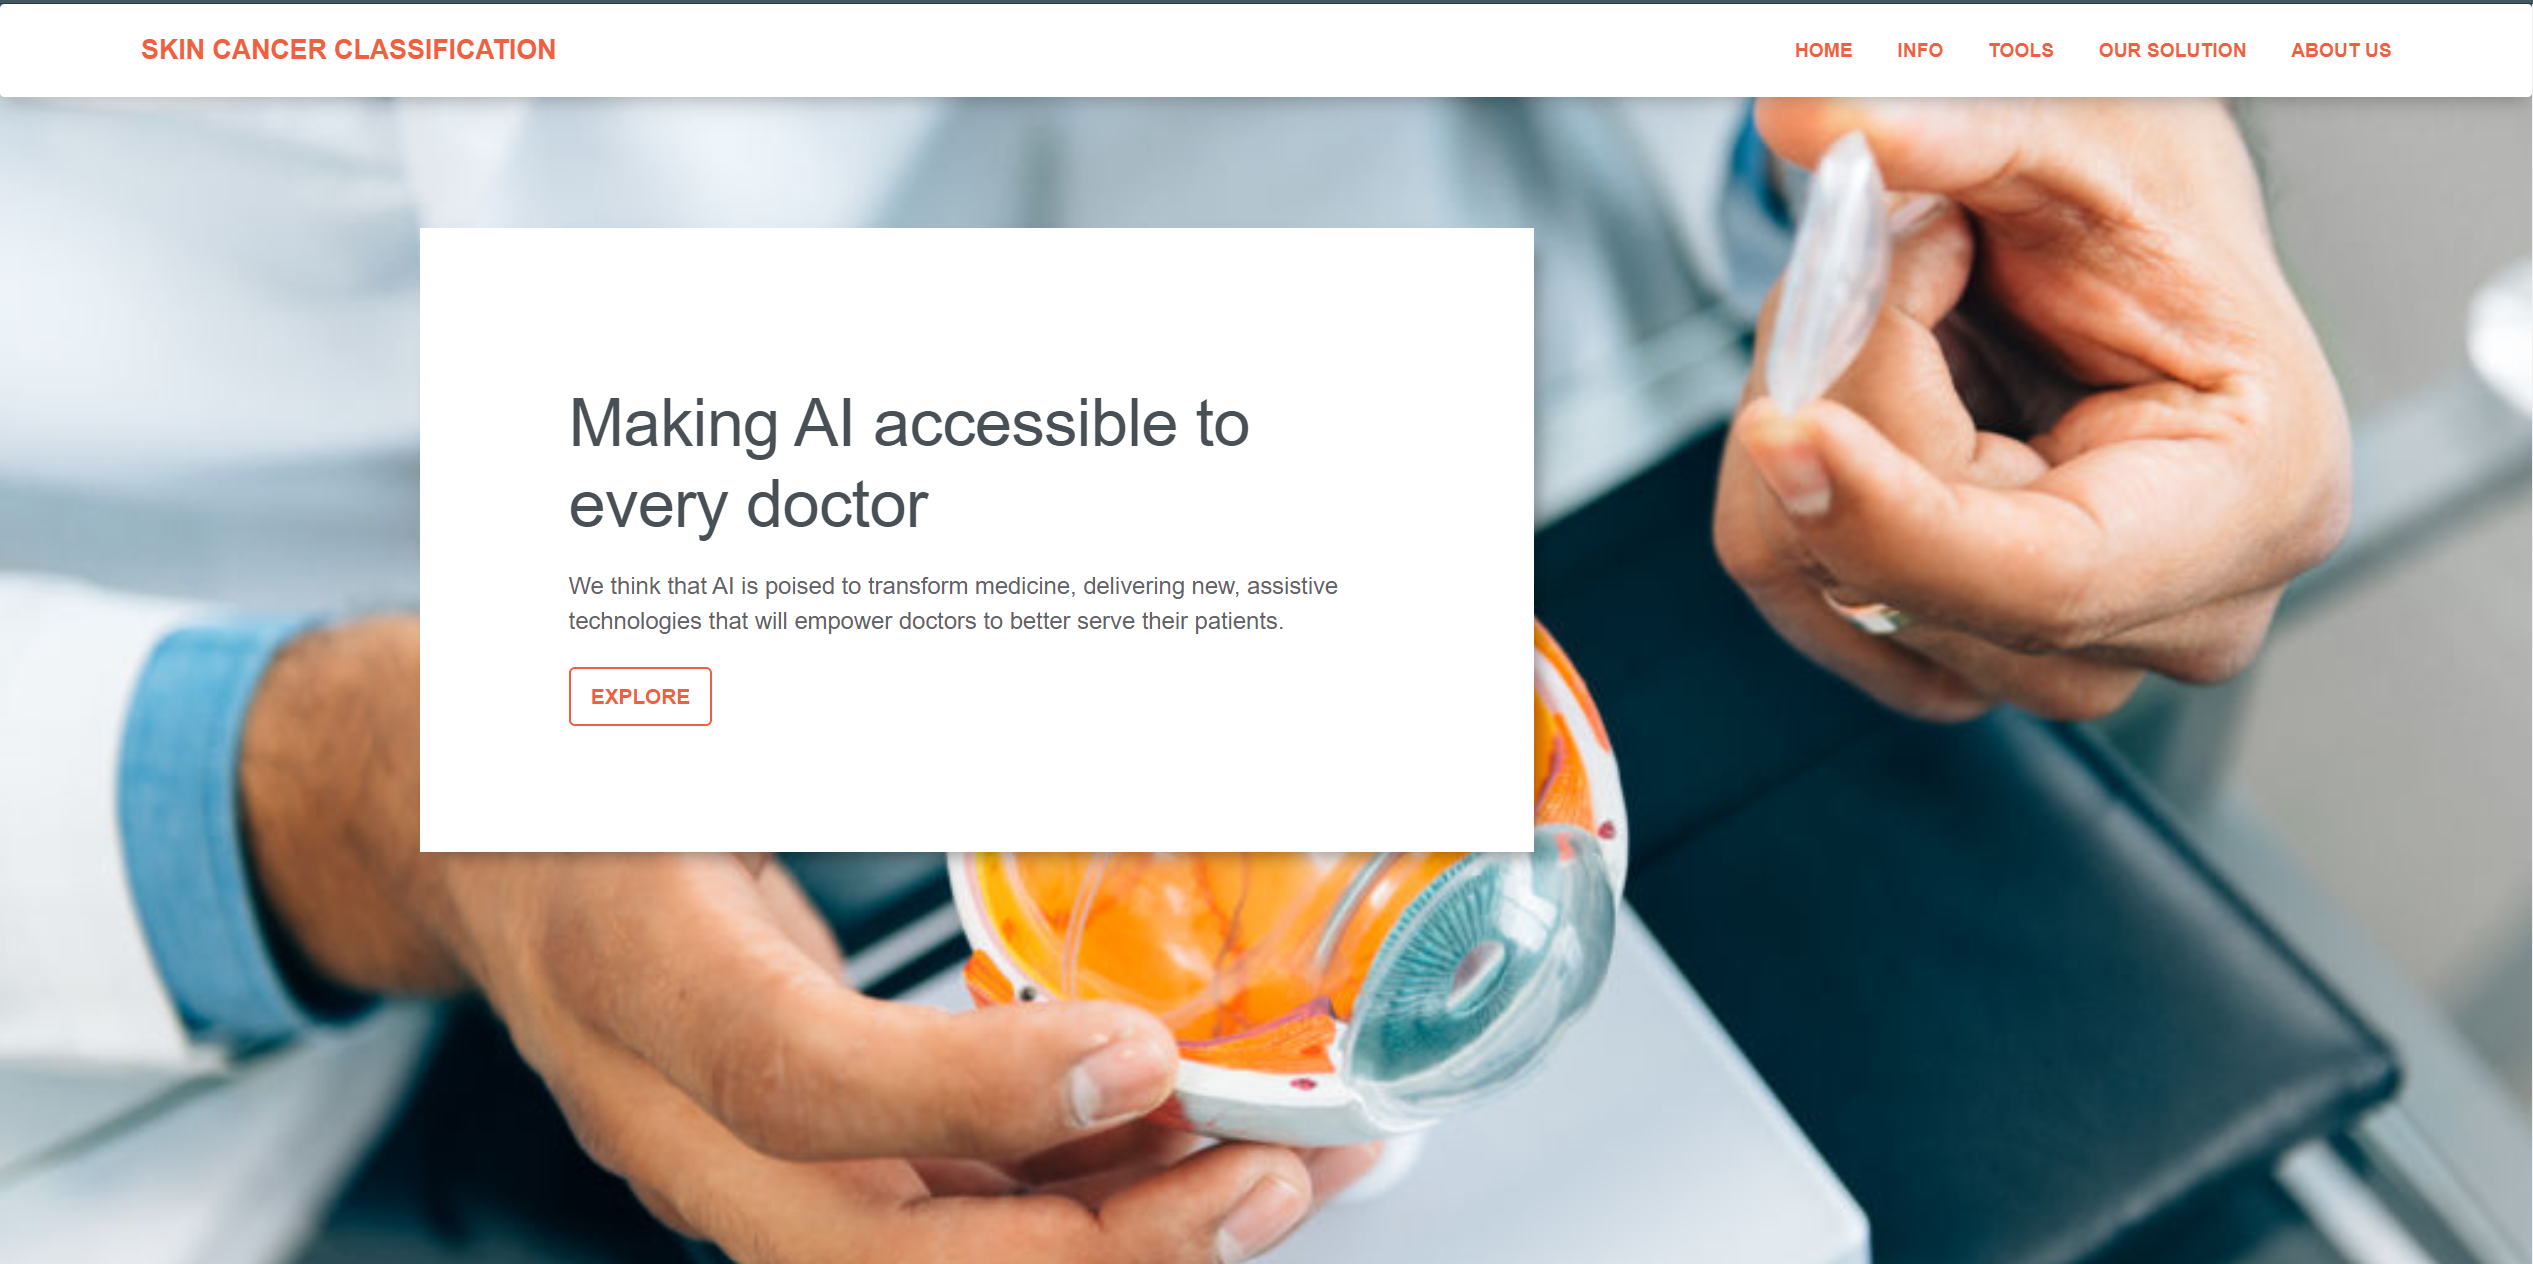 SKIN CANCER CLASSIFICATION
HOME INFO TOOLS OUR SOLUTION ABOUT US
Making AI accessible to
every doctor
We think that AI is poised to transform medicine, delivering new, assistive
technologies that will empower doctors to better serve their patients.
EXPLORE